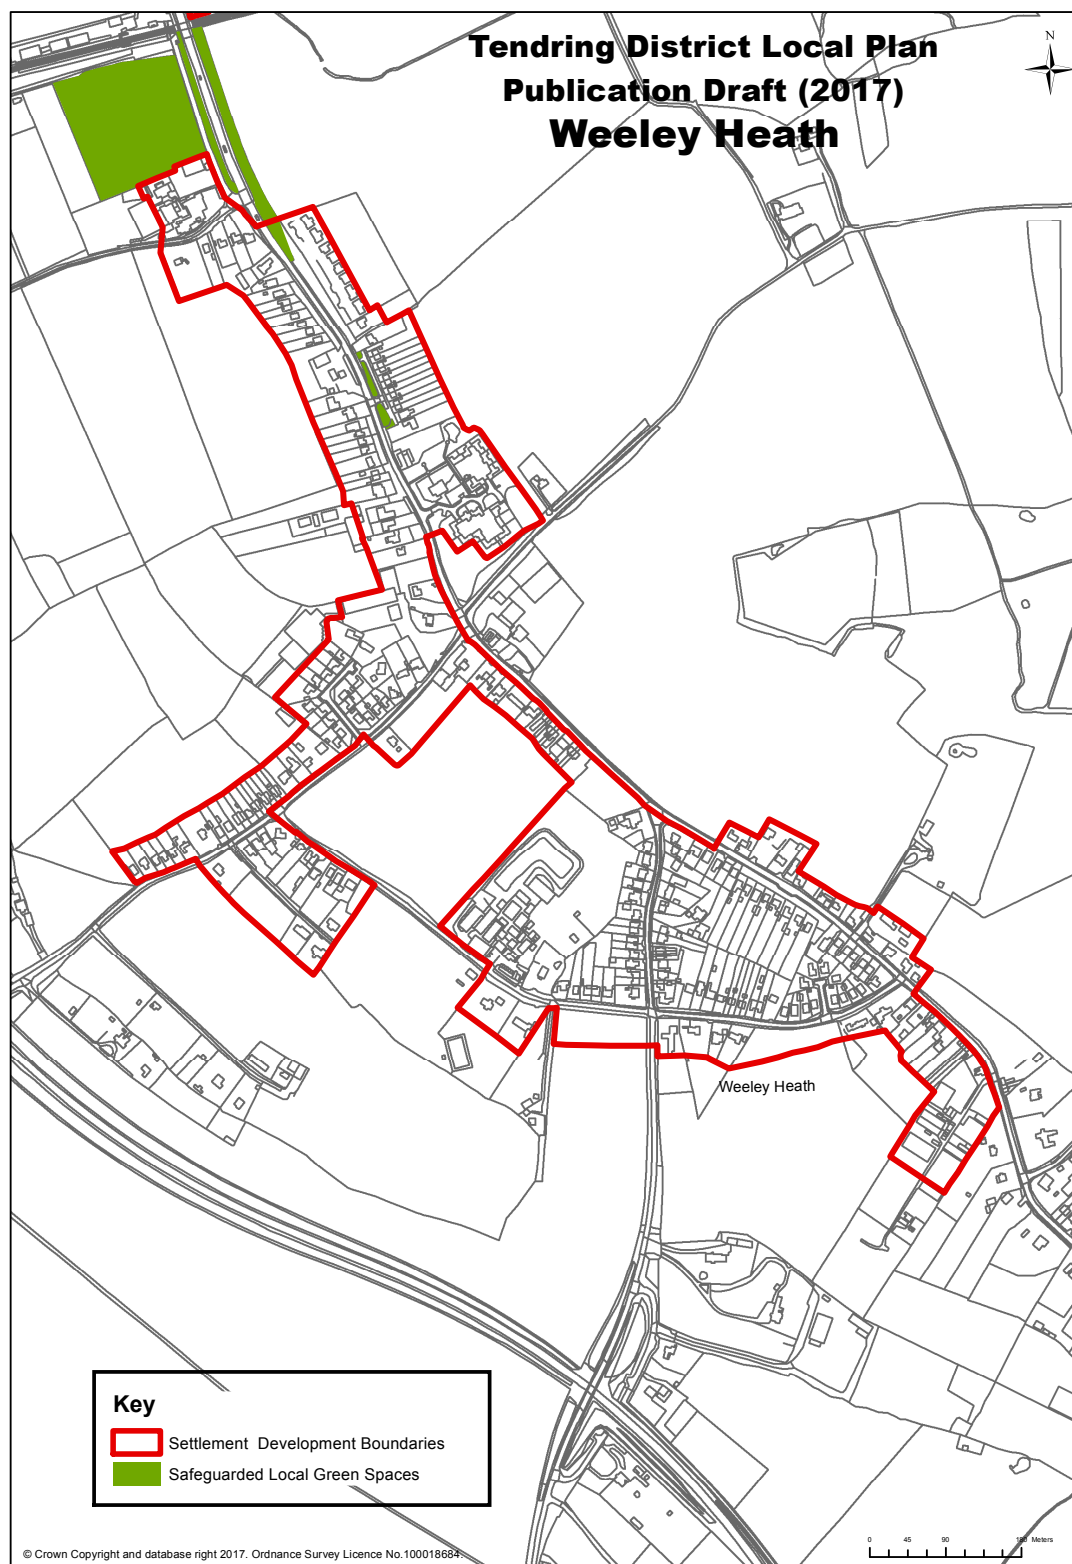 Tendring District Local Plan
Publication Draft (2017)
Weeley Heath
N
Weeley Heath
Key
Settlement Development Boundaries
Safeguarded Local Green Spaces
© Crown Copyright and database right 2017. Ordnance Survey Licence No.100018684.
0 45 90 180 Meters